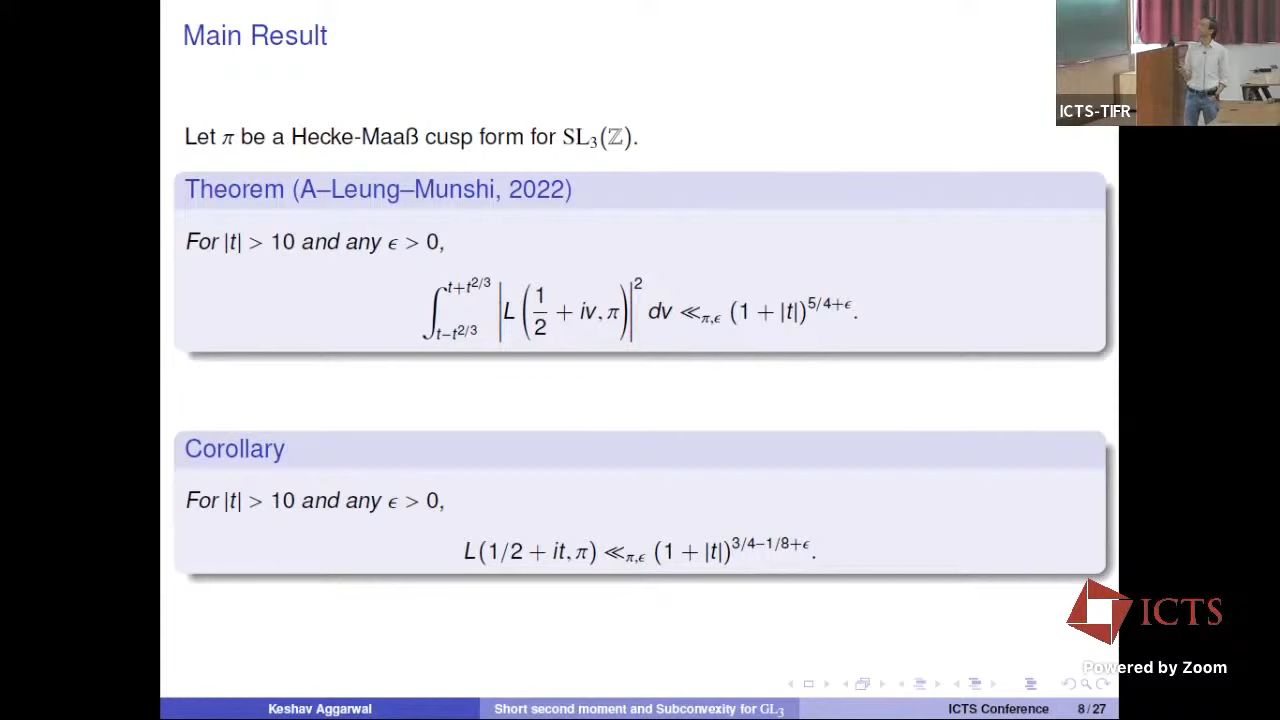 Main Result
ICTS-TIFR
Let π be a Hecke-Maaß cusp form for SL₃(ℤ).
Theorem (A–Leung–Munshi, 2022)
For |t| > 10 and any ϵ > 0,
∫_{t−t^{2/3}}^{t+t^{2/3}} |L(1/2 + iv, π)|² dv ≪_{π,ϵ} (1 + |t|)^{5/4+ϵ}.
Corollary
For |t| > 10 and any ϵ > 0,
L(1/2 + it, π) ≪_{π,ϵ} (1 + |t|)^{3/4−1/8+ϵ}.
ICTS
Powered by Zoom
Keshav Aggarwal Short second moment and Subconvexity for GL₃ ICTS Conference 8 / 27